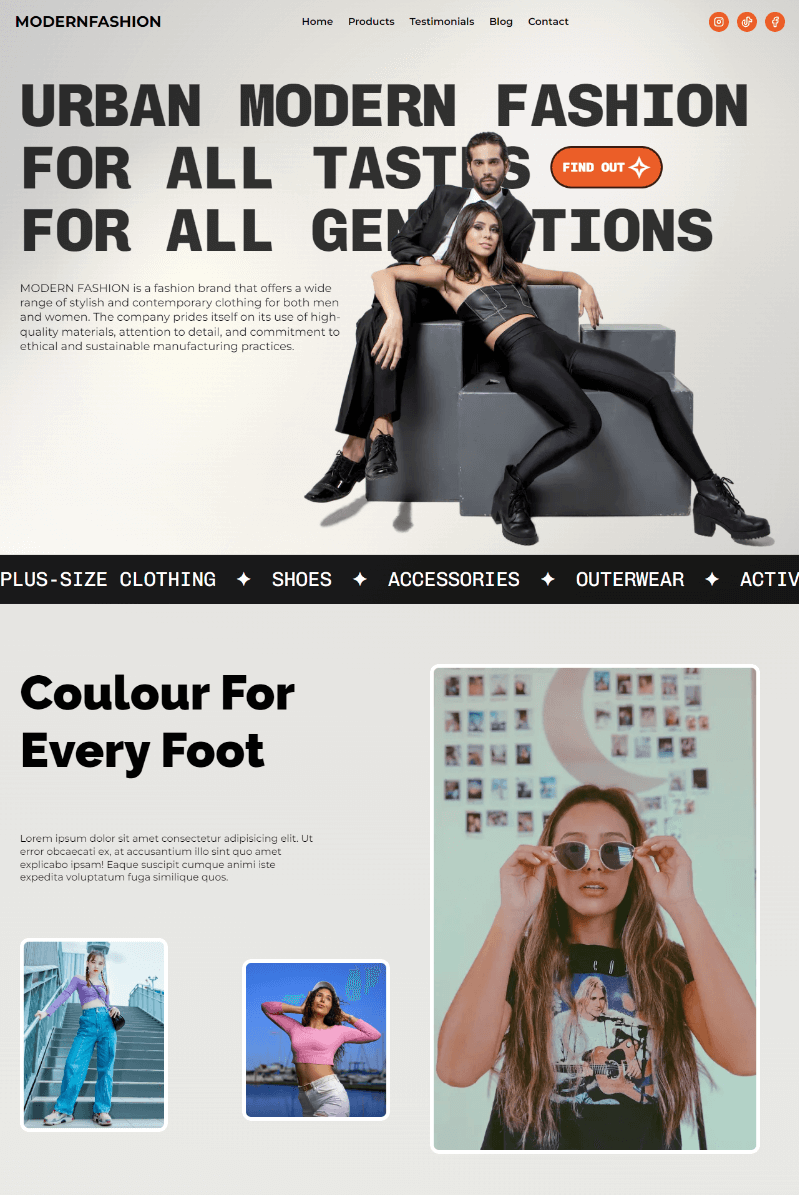 MODERNFASHION
Home Products Testimonials Blog Contact
URBAN MODERN FASHION
FOR ALL TASTES
FIND OUT
FOR ALL
MODERN FASHION is a fashion brand that offers a wide
range of stylish and contemporary clothing for both men
and women. The company prides itself on its use of high-
quality materials, attention to detail, and commitment to
ethical and sustainable manufacturing practices.
PLUS-SIZE CLOTHING ✦ SHOES ✦ ACCESSORIES ✦ OUTERWEAR ✦ ACTIV
Coulour For
Every Foot
Lorem ipsum dolor sit amet consectetur adipisicing elit. Ut
error obcaecati ex, at accusantium illo sint quo amet
explicabo ipsam! Eaque suscipit cumque animi iste
expedita voluptatum fuga similique quos.